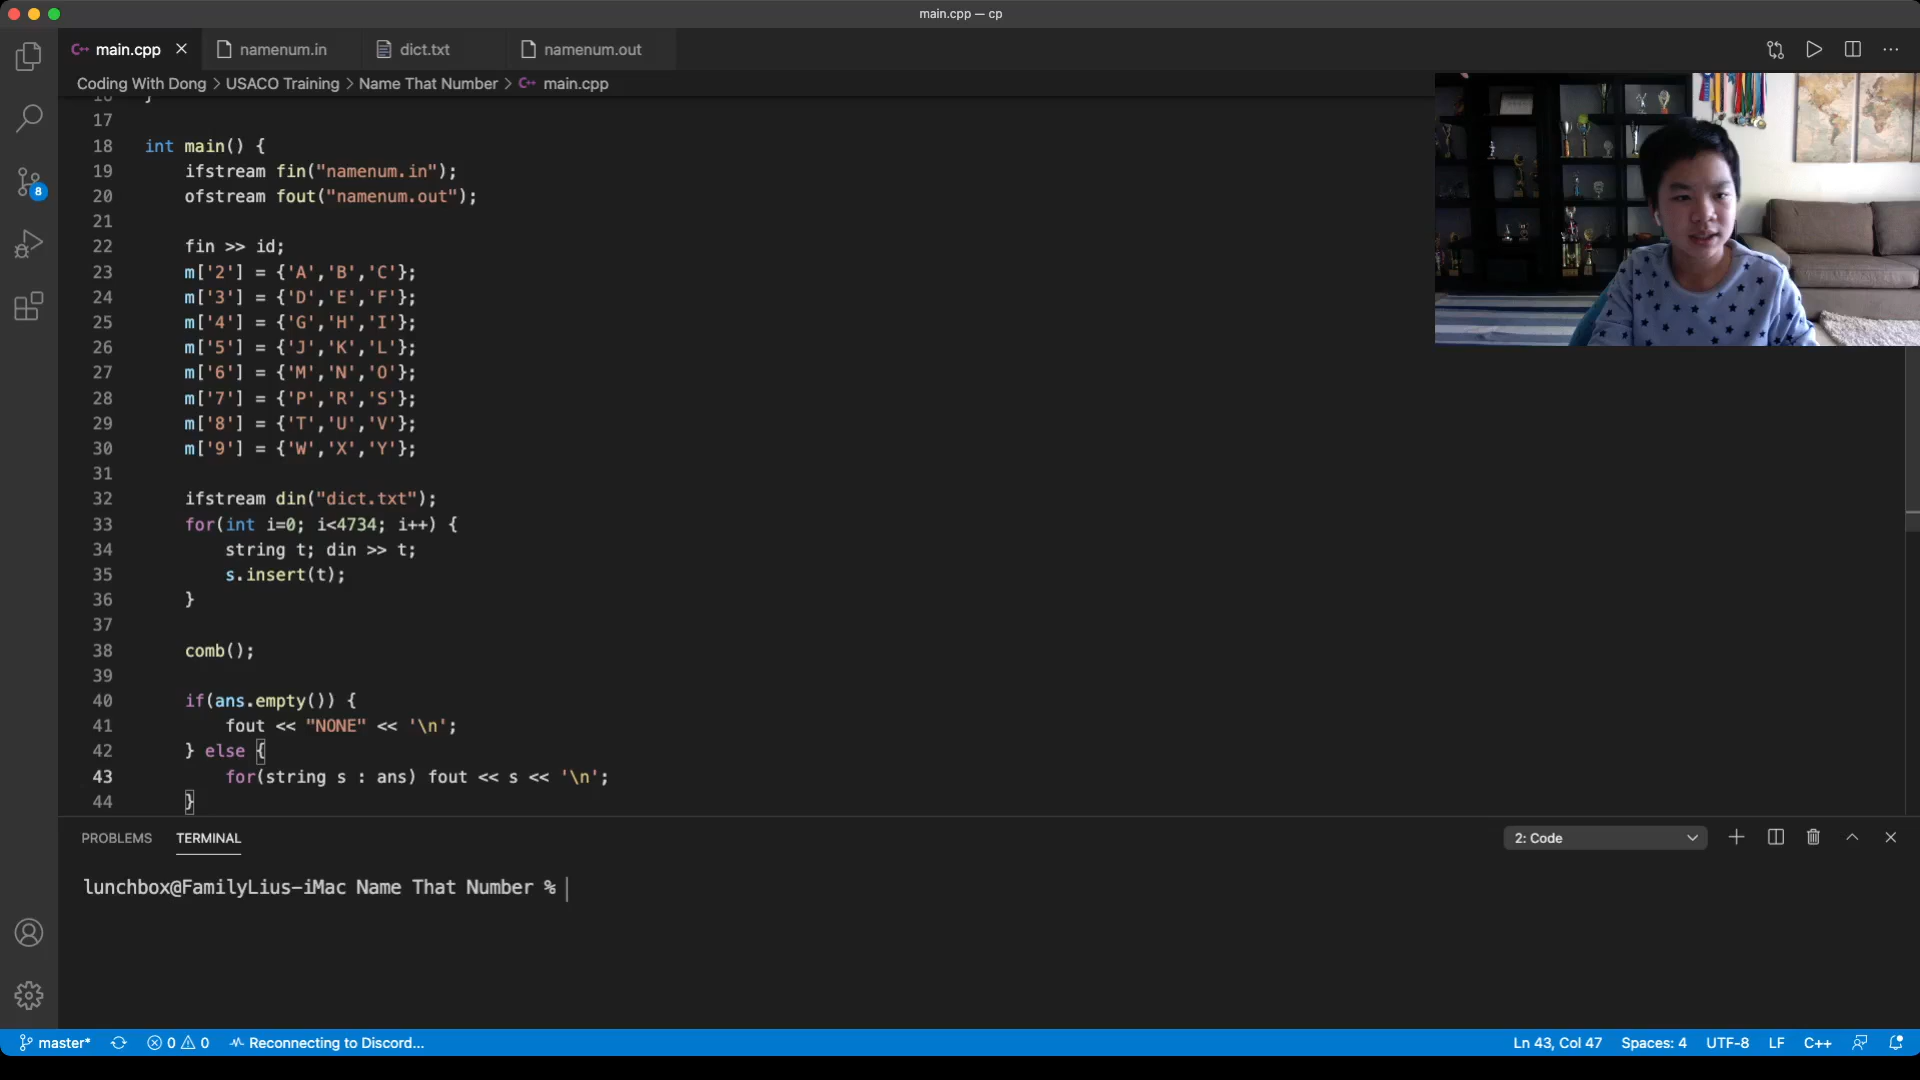 main.cpp — cp
main.cpp namenum.in dict.txt namenum.out
Coding With Dong > USACO Training > Name That Number > main.cpp
17
18 int main() {
19 ifstream fin("namenum.in");
20 ofstream fout("namenum.out");
21
22 fin >> id;
23 m['2'] = {'A','B','C'};
24 m['3'] = {'D','E','F'};
25 m['4'] = {'G','H','I'};
26 m['5'] = {'J','K','L'};
27 m['6'] = {'M','N','O'};
28 m['7'] = {'P','R','S'};
29 m['8'] = {'T','U','V'};
30 m['9'] = {'W','X','Y'};
31
32 ifstream din("dict.txt");
33 for(int i=0; i<4734; i++) {
34 string t; din >> t;
35 s.insert(t);
36 }
37
38 comb();
39
40 if(ans.empty()) {
41 fout << "NONE" << '\n';
42 } else {
43 for(string s : ans) fout << s << '\n';
44 }
PROBLEMS TERMINAL 2: Code
lunchbox@FamilyLius-iMac Name That Number %
8
master* 0 0 Reconnecting to Discord... Ln 43, Col 47 Spaces: 4 UTF-8 LF C++